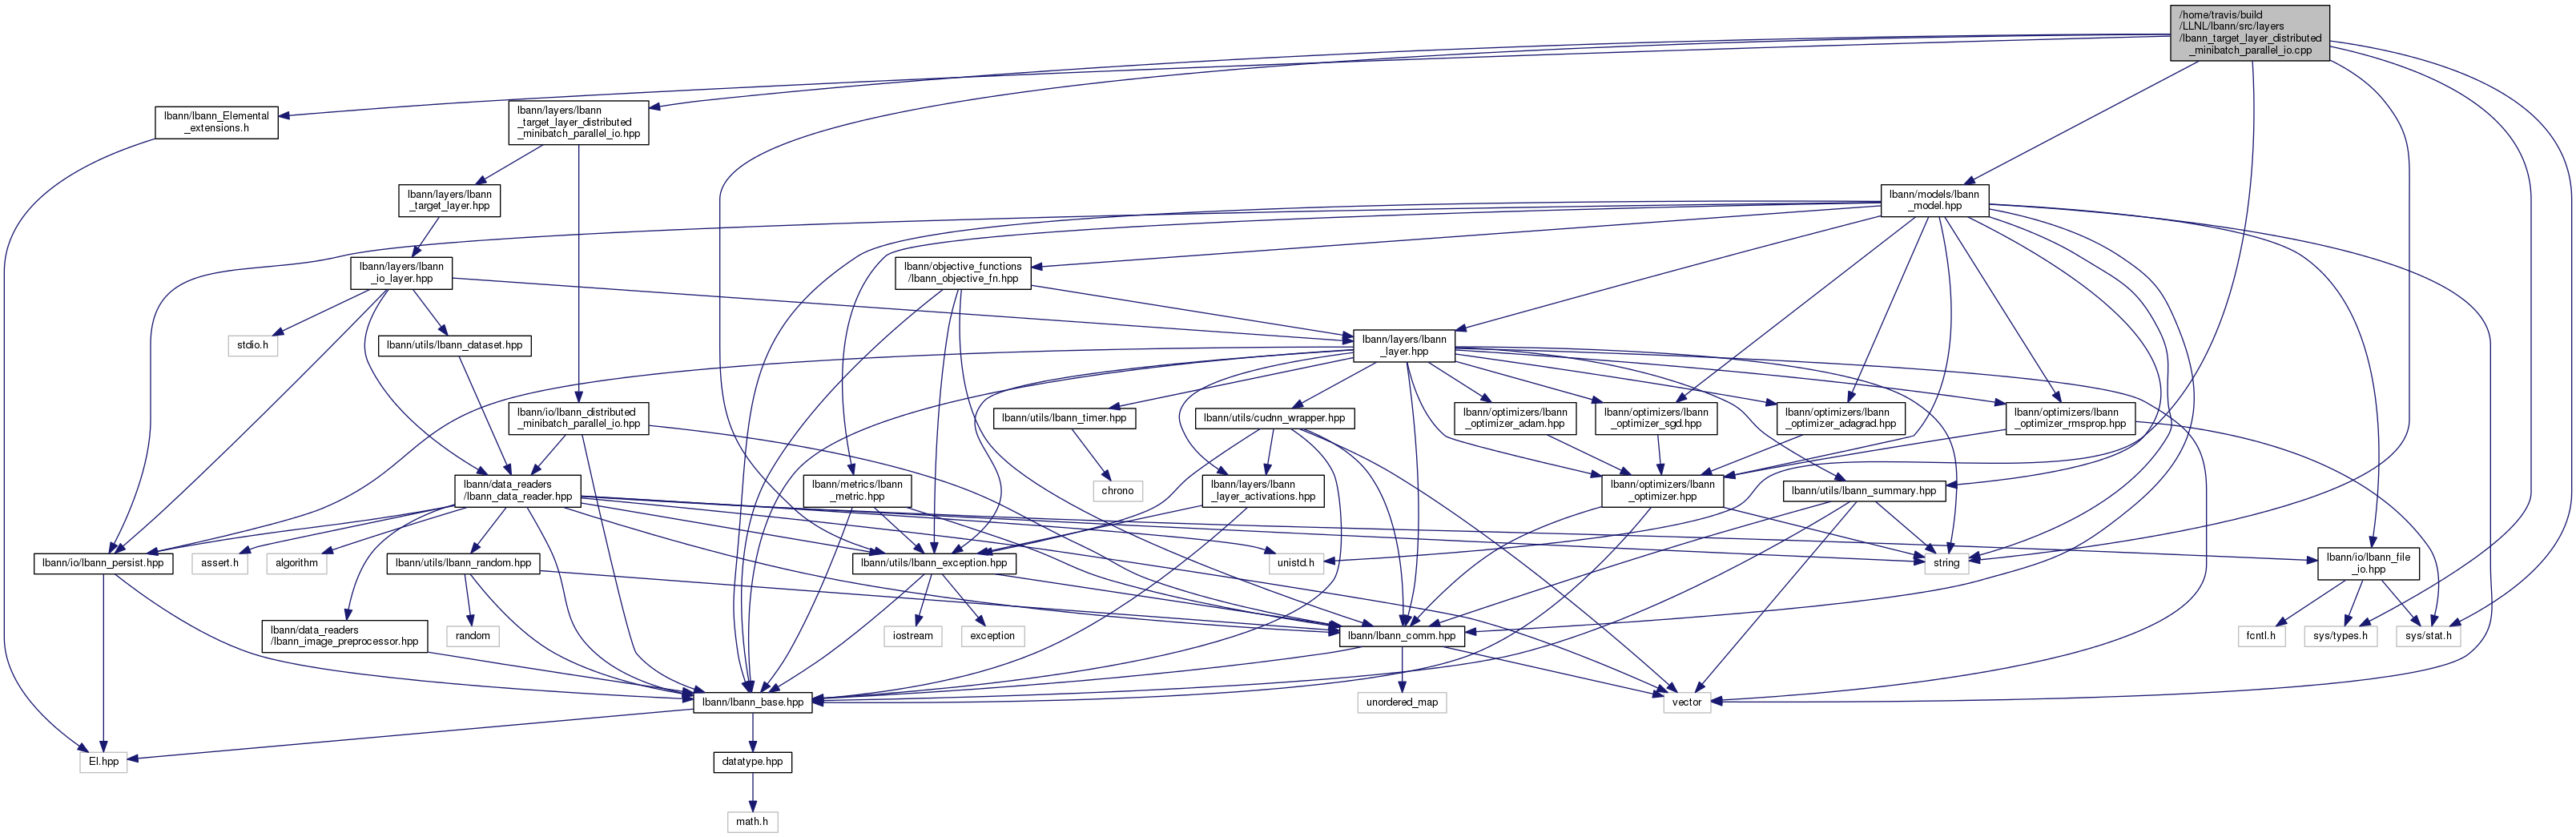 /home/travis/build
/LLNL/lbann/src/layers
/lbann_target_layer_distributed
_minibatch_parallel_io.cpp
lbann/lbann_Elemental
_extensions.h
lbann/layers/lbann
_target_layer_distributed
_minibatch_parallel_io.hpp
lbann/layers/lbann
_target_layer.hpp
lbann/models/lbann
_model.hpp
lbann/layers/lbann
_io_layer.hpp
lbann/objective_functions
/lbann_objective_fn.hpp
stdio.h
lbann/utils/lbann_dataset.hpp
lbann/layers/lbann
_layer.hpp
lbann/io/lbann_distributed
_minibatch_parallel_io.hpp
lbann/utils/lbann_timer.hpp
lbann/utils/cudnn_wrapper.hpp
lbann/optimizers/lbann
_optimizer_adam.hpp
lbann/optimizers/lbann
_optimizer_sgd.hpp
lbann/optimizers/lbann
_optimizer_adagrad.hpp
lbann/optimizers/lbann
_optimizer_rmsprop.hpp
lbann/data_readers
/lbann_data_reader.hpp
lbann/metrics/lbann
_metric.hpp
chrono
lbann/layers/lbann
_layer_activations.hpp
lbann/optimizers/lbann
_optimizer.hpp
lbann/utils/lbann_summary.hpp
lbann/io/lbann_persist.hpp
assert.h
algorithm
lbann/utils/lbann_random.hpp
lbann/utils/lbann_exception.hpp
unistd.h
string
lbann/io/lbann_file
_io.hpp
lbann/data_readers
/lbann_image_preprocessor.hpp
random
iostream
exception
lbann/lbann_comm.hpp
fcntl.h
sys/types.h
sys/stat.h
lbann/lbann_base.hpp
unordered_map
vector
El.hpp
datatype.hpp
math.h